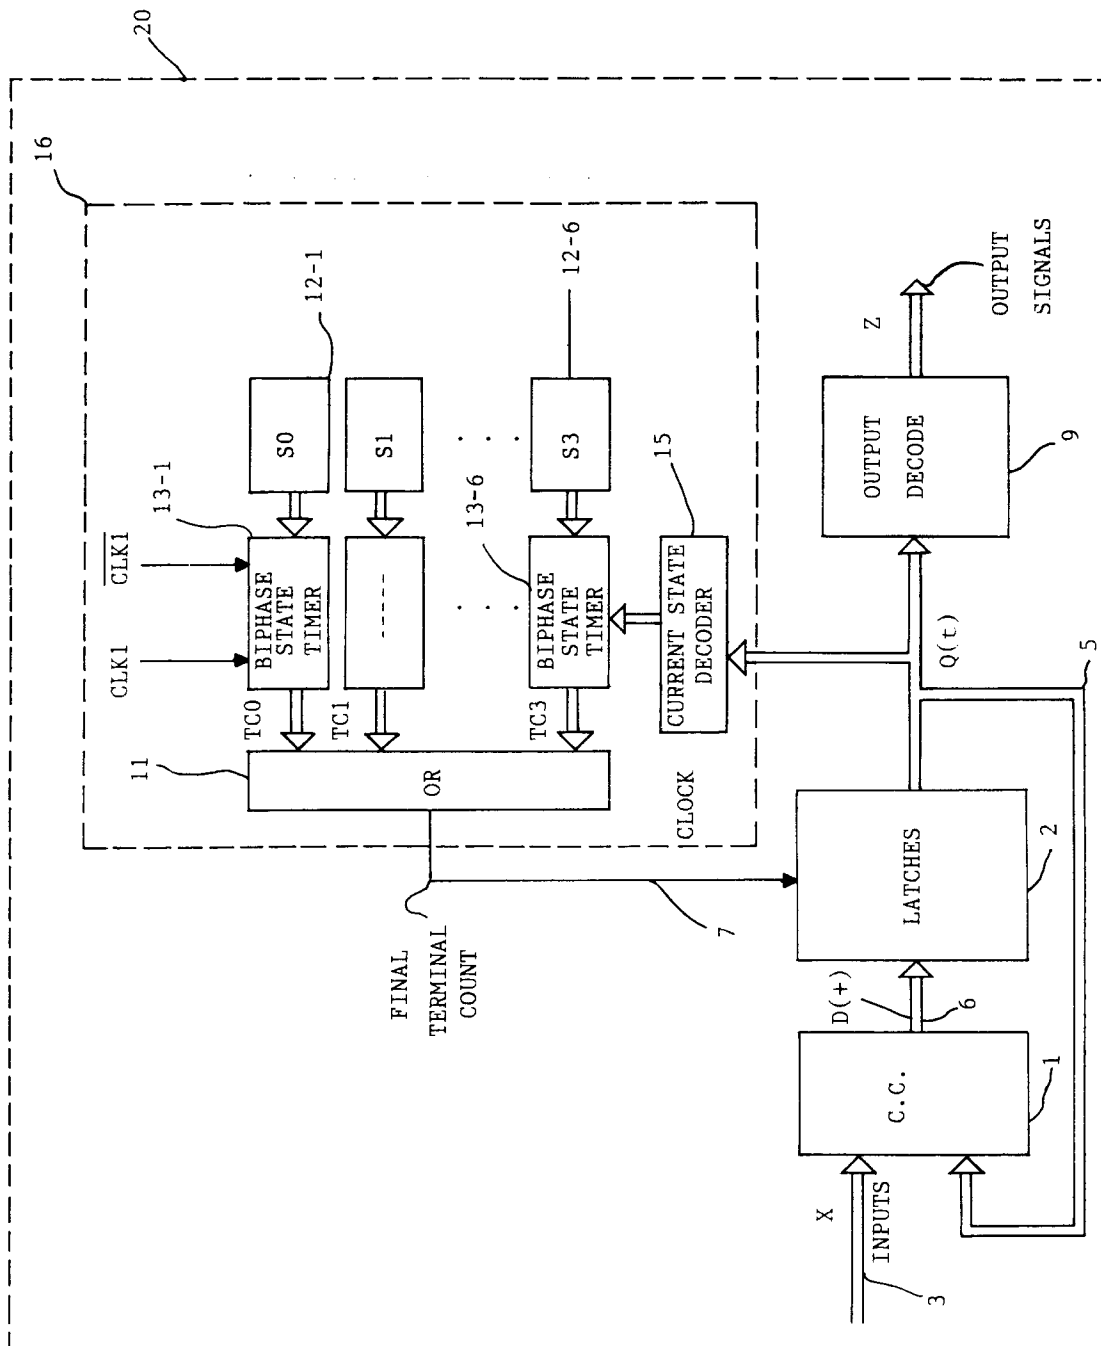 20
16
CLK1
CLK1
13-1
BIPHASE
STATE
TIMER
S0
12-1
TC0
11
OR
TC1
-----
S1
. . .
. . .
TC3
13-6
BIPHASE
STATE
TIMER
S3
12-6
15
CURRENT STATE
DECODER
CLOCK
FINAL
TERMINAL
COUNT
7
X
INPUTS
3
C.C.
1
D(+)
6
LATCHES
2
Q(t)
5
OUTPUT
DECODE
9
Z
OUTPUT
SIGNALS